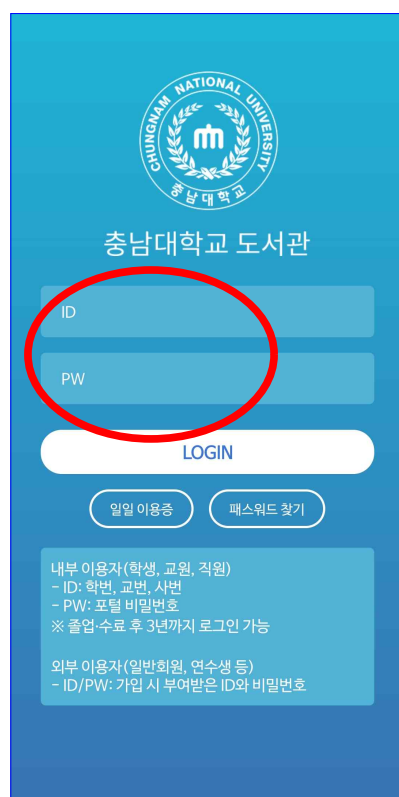 CHUNGNAM NATIONAL UNIVERSITY
충남대학교
충남대학교 도서관
ID
PW
LOGIN
일일 이용증
패스워드 찾기
내부 이용자(학생, 교원, 직원)
- ID: 학번, 교번, 사번
- PW: 포털 비밀번호
※ 졸업·수료 후 3년까지 로그인 가능
외부 이용자(일반회원, 연수생 등)
- ID/PW: 가입 시 부여받은 ID와 비밀번호